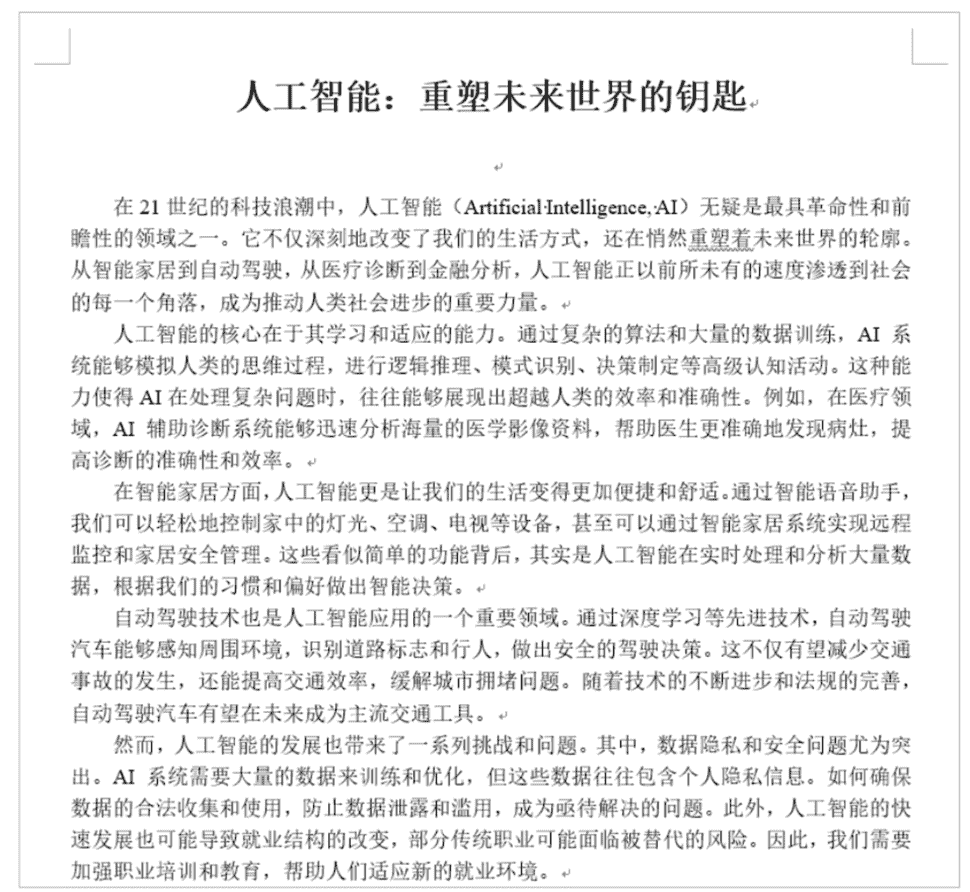 人工智能：重塑未来世界的钥匙
在 21 世纪的科技浪潮中，人工智能（Artificial Intelligence, AI）无疑是最具革命性和前
瞻性的领域之一。它不仅深刻地改变了我们的生活方式，还在悄然重塑着未来世界的轮廓。
从智能家居到自动驾驶，从医疗诊断到金融分析，人工智能正以前所未有的速度渗透到社会
的每一个角落，成为推动人类社会进步的重要力量。
人工智能的核心在于其学习和适应的能力。通过复杂的算法和大量的数据训练，AI 系
统能够模拟人类的思维过程，进行逻辑推理、模式识别、决策制定等高级认知活动。这种能
力使得 AI 在处理复杂问题时，往往能够展现出超越人类的效率和准确性。例如，在医疗领
域，AI 辅助诊断系统能够迅速分析海量的医学影像资料，帮助医生更准确地发现病灶，提
高诊断的准确性和效率。
在智能家居方面，人工智能更是让我们的生活变得更加便捷和舒适。通过智能语音助手，
我们可以轻松地控制家中的灯光、空调、电视等设备，甚至可以通过智能家居系统实现远程
监控和家居安全管理。这些看似简单的功能背后，其实是人工智能在实时处理和分析大量数
据，根据我们的习惯和偏好做出智能决策。
自动驾驶技术也是人工智能应用的一个重要领域。通过深度学习等先进技术，自动驾驶
汽车能够感知周围环境，识别道路标志和行人，做出安全的驾驶决策。这不仅有望减少交通
事故的发生，还能提高交通效率，缓解城市拥堵问题。随着技术的不断进步和法规的完善，
自动驾驶汽车有望在未来成为主流交通工具。
然而，人工智能的发展也带来了一系列挑战和问题。其中，数据隐私和安全问题尤为突
出。AI 系统需要大量的数据来训练和优化，但这些数据往往包含个人隐私信息。如何确保
数据的合法收集和使用，防止数据泄露和滥用，成为亟待解决的问题。此外，人工智能的快
速发展也可能导致就业结构的改变，部分传统职业可能面临被替代的风险。因此，我们需要
加强职业培训和教育，帮助人们适应新的就业环境。